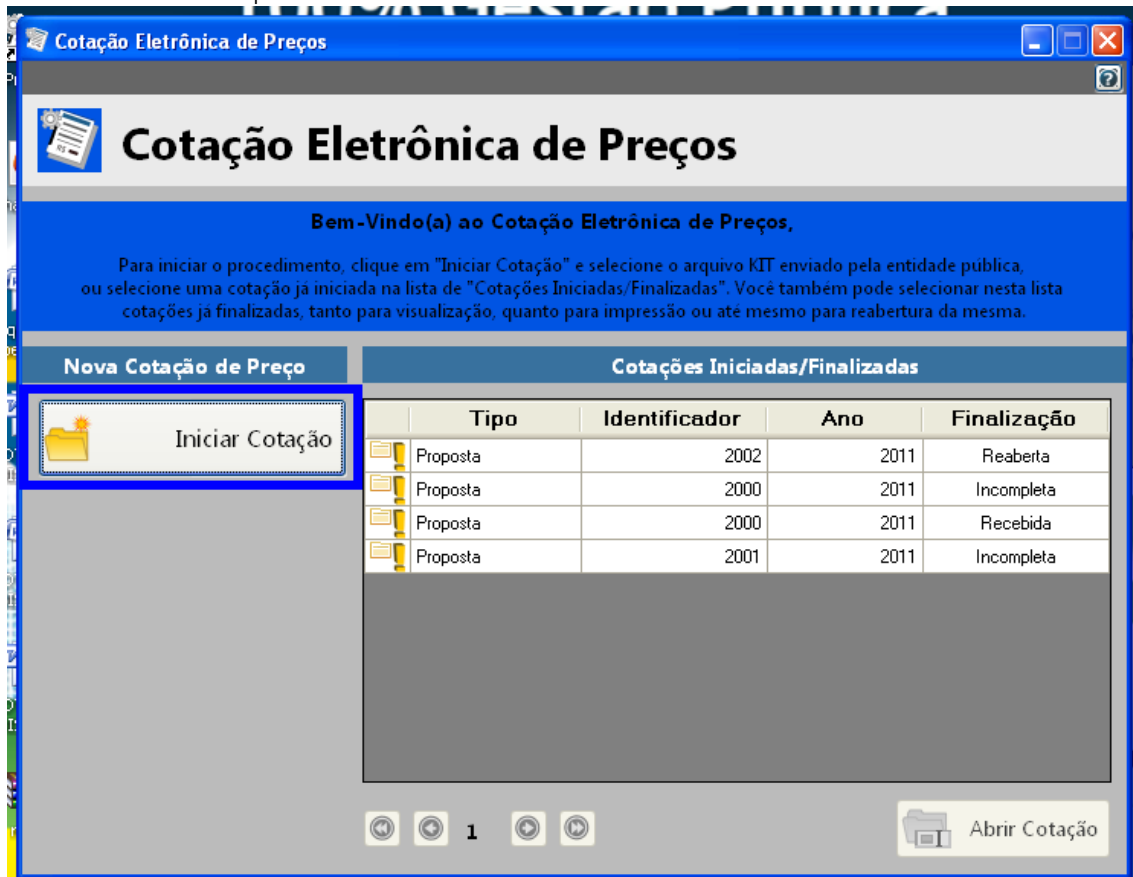 100% Gestão Pública
Cotação Eletrônica de Preços
Cotação Eletrônica de Preços
Bem-Vindo(a) ao Cotação Eletrônica de Preços,
Para iniciar o procedimento, clique em "Iniciar Cotação" e selecione o arquivo KIT enviado pela entidade pública,
ou selecione uma cotação já iniciada na lista de "Cotações Iniciadas/Finalizadas". Você também pode selecionar nesta lista
cotações já finalizadas, tanto para visualização, quanto para impressão ou até mesmo para reabertura da mesma.
Nova Cotação de Preço
Cotações Iniciadas/Finalizadas
Iniciar Cotação
Tipo Identificador Ano Finalização
Proposta 2002 2011 Reaberta
Proposta 2000 2011 Incompleta
Proposta 2000 2011 Recebida
Proposta 2001 2011 Incompleta
1
Abrir Cotação